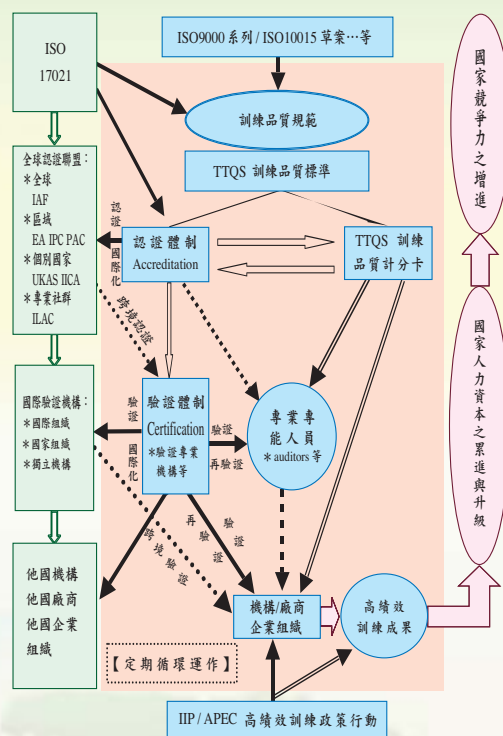 ISO
17021
ISO9000 系列 / ISO10015 草案…等
訓練品質規範
TTQS 訓練品質標準
全球認證聯盟：
＊全球
IAF
＊區域
EA IPC PAC
＊個別國家
UKAS IICA
＊專業社群
ILAC
認證
國際化
認證體制
Accreditation
TTQS 訓練
品質計分卡
跨境認證
國際驗證機構：
＊國際組織
＊國家組織
＊獨立機構
驗證
國際化
驗證體制
Certification
＊驗證專業
機構等
驗證
再驗證
專業專
能人員
＊auditors 等
跨境驗證
再驗證
驗證
他國機構
他國廠商
他國企業
組織
機構/廠商
企業組織
高績效
訓練成果
【定期循環運作】
IIP / APEC 高績效訓練政策行動
國家競爭力之增進
國家人力資本之累進與升級